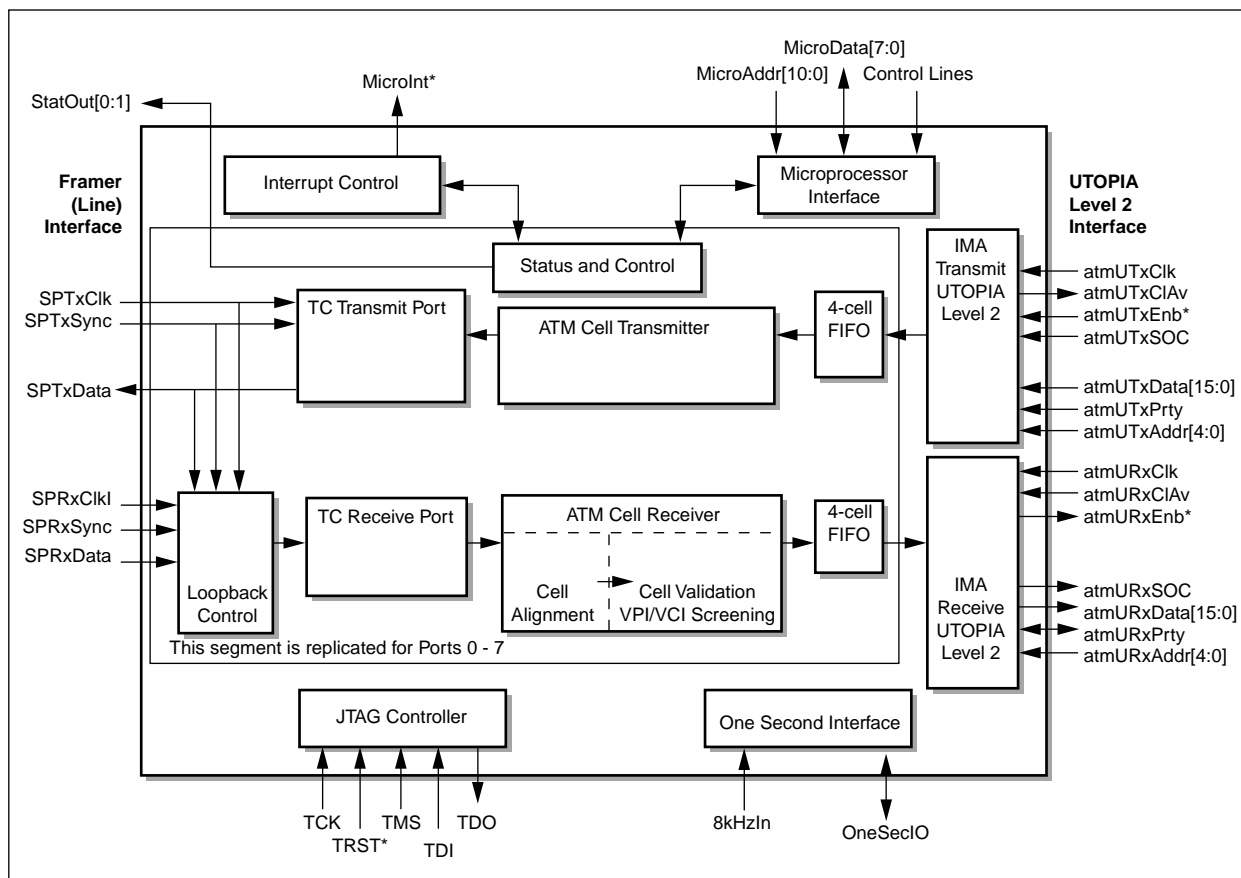 MicroData[7:0]
MicroInt*
MicroAddr[10:0]
Control Lines
StatOut[0:1]
Framer
(Line)
Interface
Interrupt Control
Microprocessor
Interface
UTOPIA
Level 2
Interface
Status and Control
IMA
Transmit
UTOPIA
Level 2
SPTxClk
SPTxSync
SPTxData
TC Transmit Port
ATM Cell Transmitter
4-cell
FIFO
atmUTxClk
atmUTxClAv
atmUTxEnb*
atmUTxSOC
atmUTxData[15:0]
atmUTxPrty
atmUTxAddr[4:0]
SPRxClkI
SPRxSync
SPRxData
Loopback
Control
TC Receive Port
ATM Cell Receiver
Cell
Alignment
Cell Validation
VPI/VCI Screening
4-cell
FIFO
IMA
Receive
UTOPIA
Level 2
atmURxClk
atmURxClAv
atmURxEnb*
atmURxSOC
atmURxData[15:0]
atmURxPrty
atmURxAddr[4:0]
This segment is replicated for Ports 0 - 7
JTAG Controller
One Second Interface
TCK
TRST*
TMS
TDI
TDO
8kHzIn
OneSecIO